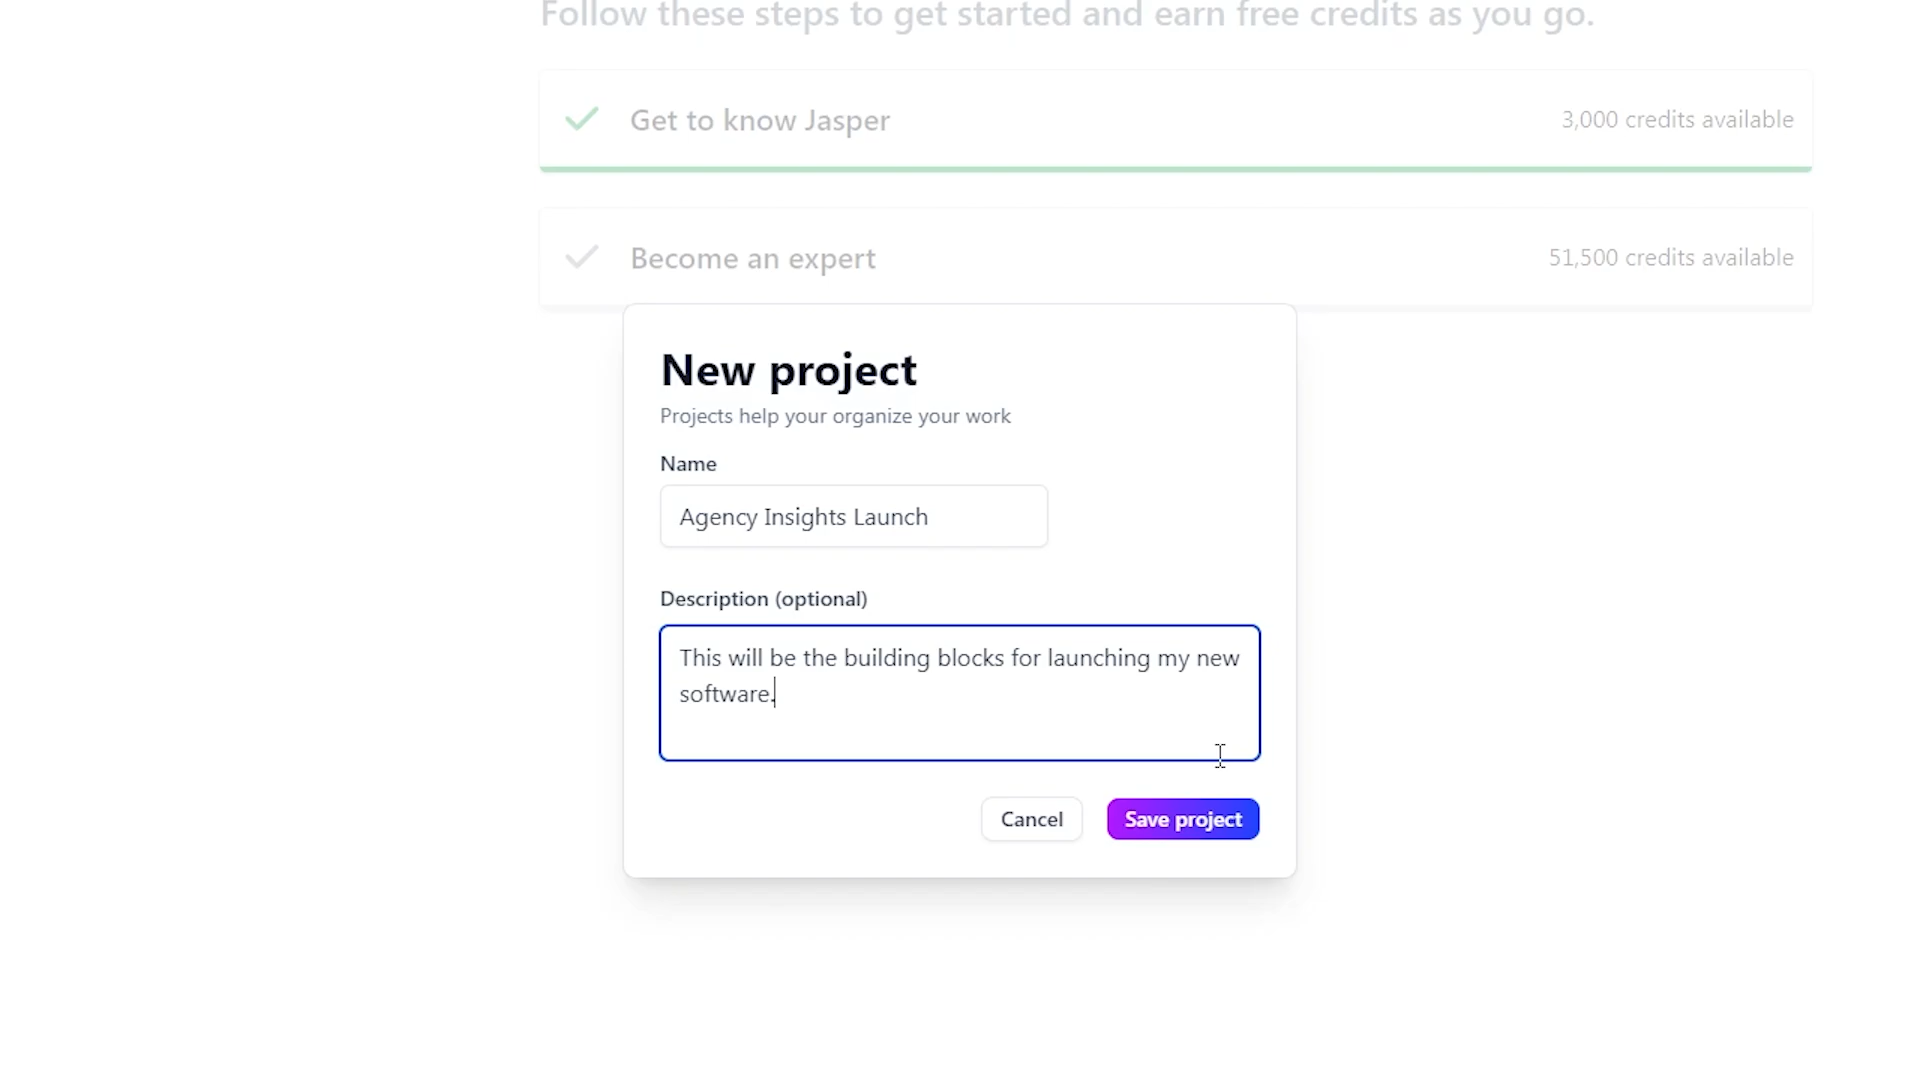 Follow these steps to get started and earn free credits as you go.
Get to know Jasper
3,000 credits available
Become an expert
51,500 credits available
New project
Projects help your organize your work
Name
Agency Insights Launch
Description (optional)
This will be the building blocks for launching my new
software.
Cancel
Save project